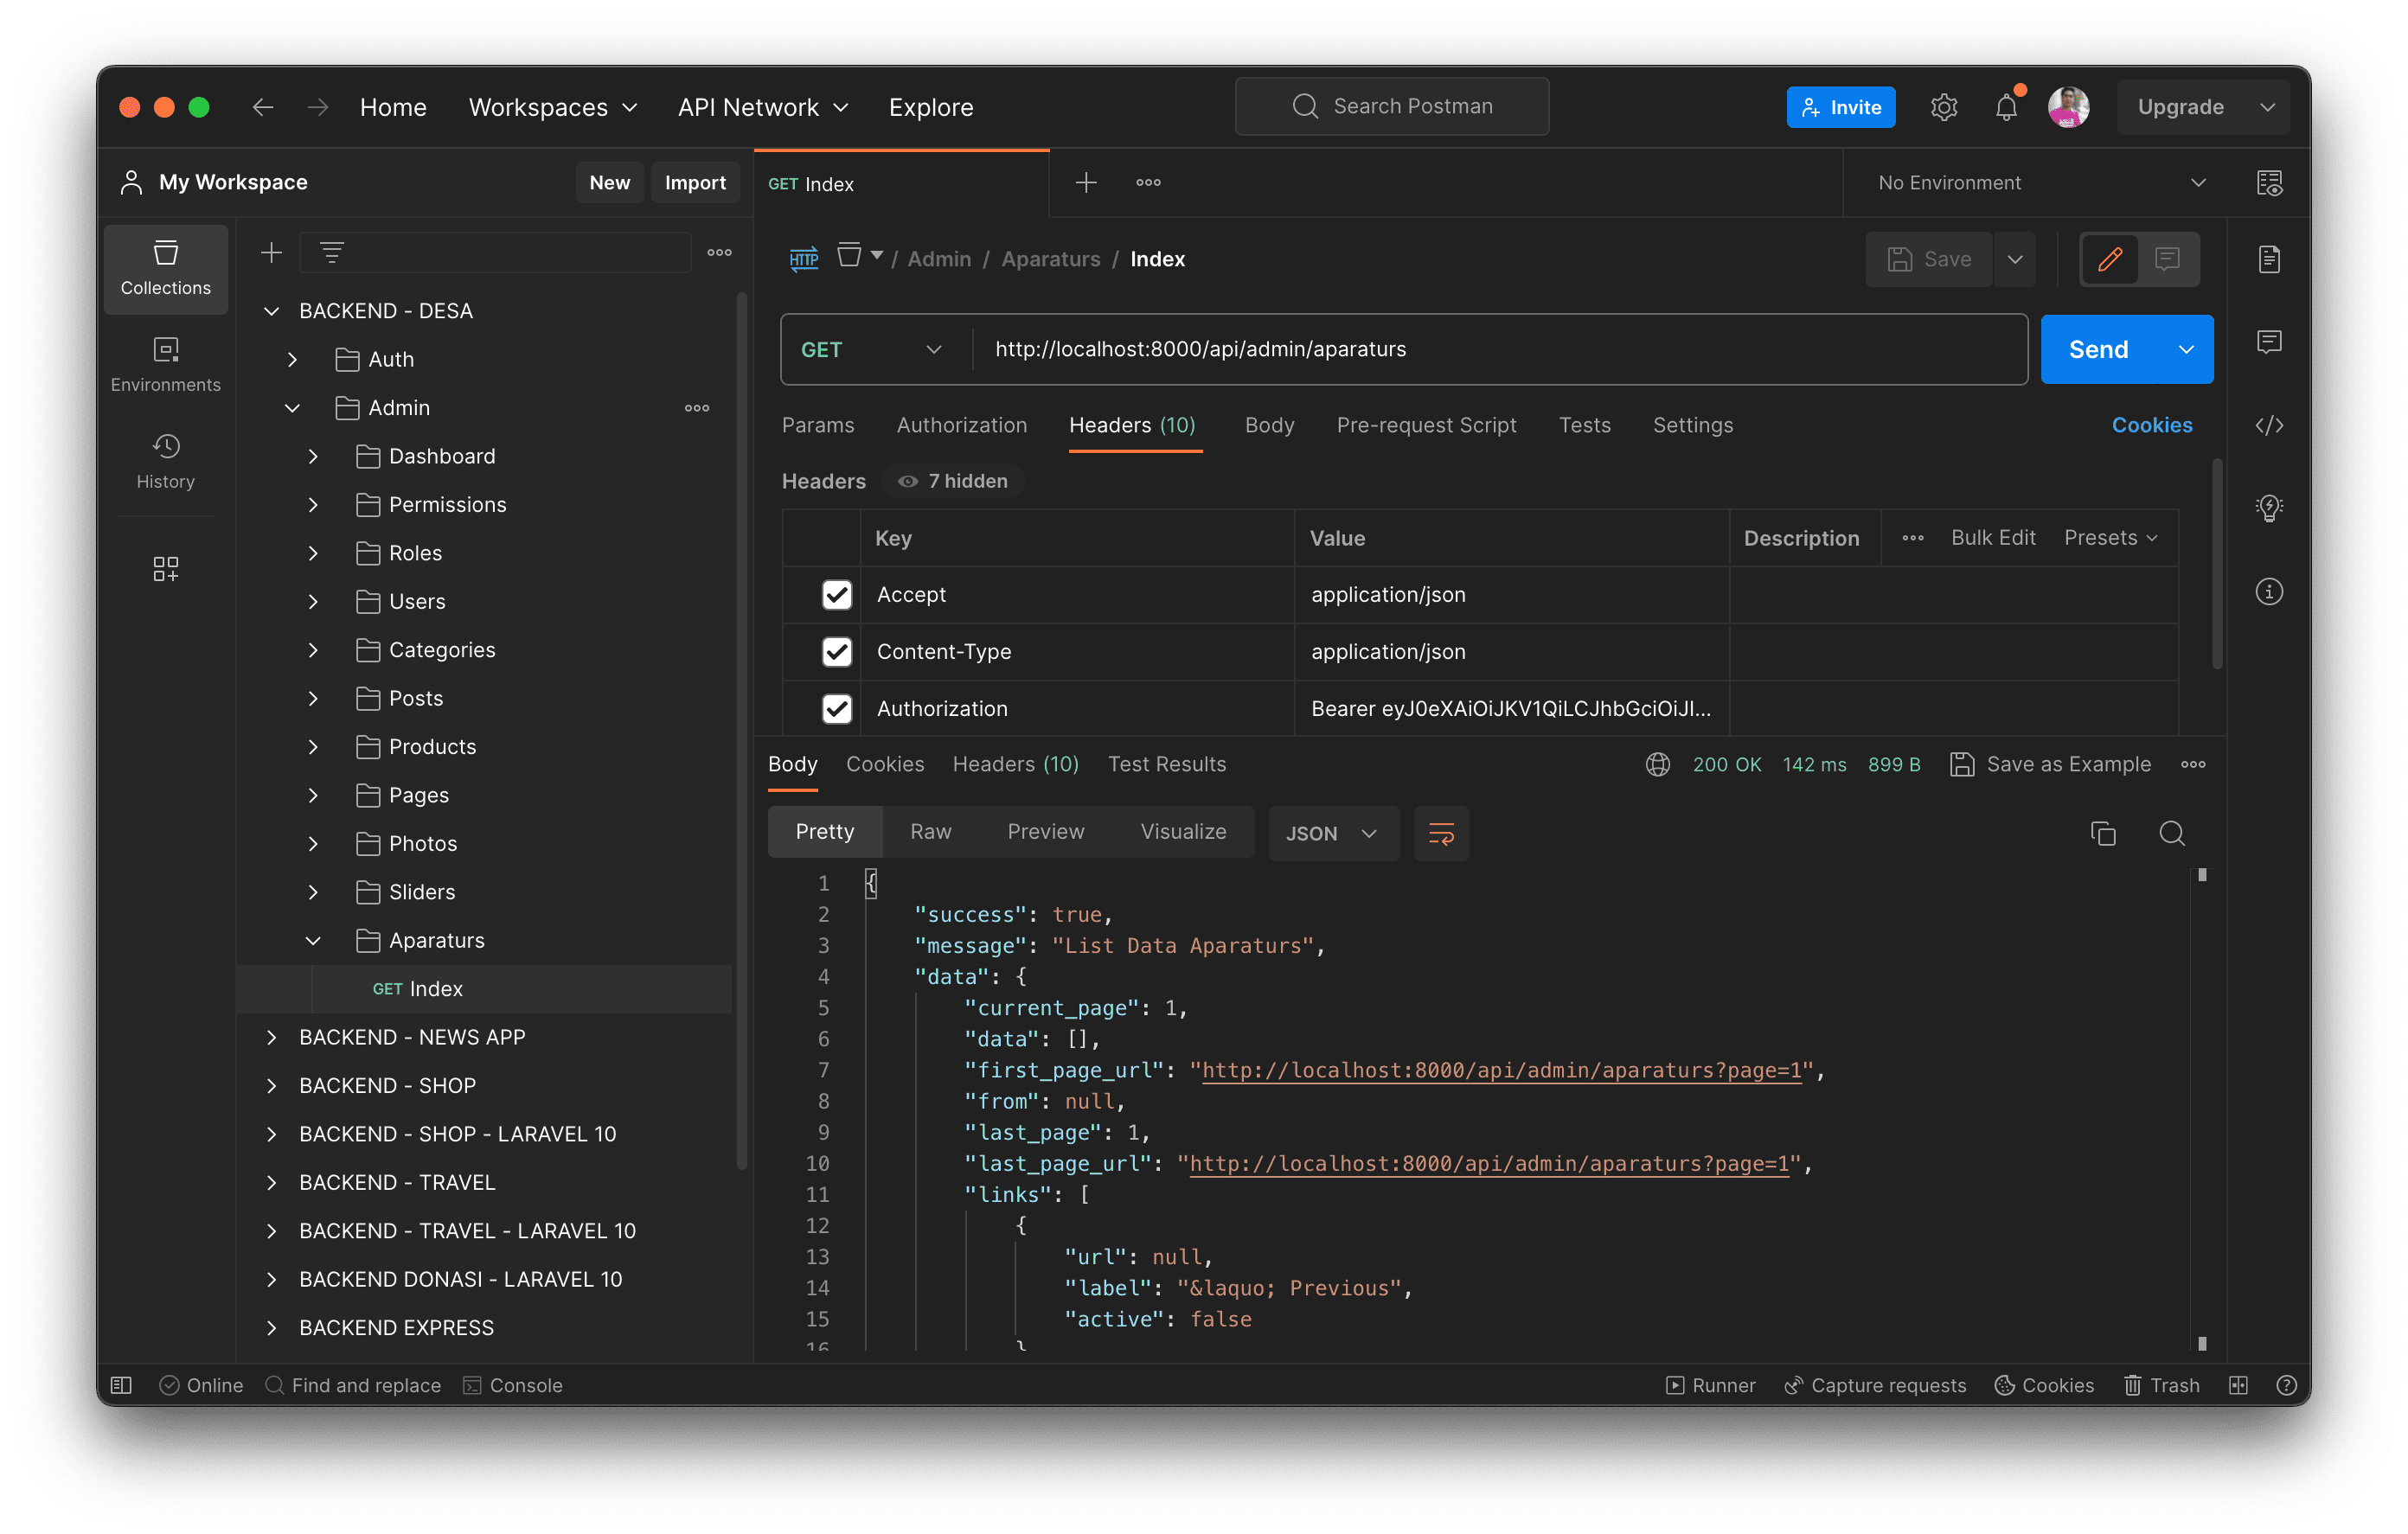 Home Workspaces API Network Explore Search Postman Invite Upgrade
My Workspace New Import
GET Index
No Environment
Collections
Environments
History
BACKEND - DESA
Auth
Admin
Dashboard
Permissions
Roles
Users
Categories
Posts
Products
Pages
Photos
Sliders
Aparaturs
GET Index
BACKEND - NEWS APP
BACKEND - SHOP
BACKEND - SHOP - LARAVEL 10
BACKEND - TRAVEL
BACKEND - TRAVEL - LARAVEL 10
BACKEND DONASI - LARAVEL 10
BACKEND EXPRESS
HTTP / Admin / Aparaturs / Index Save
GET http://localhost:8000/api/admin/aparaturs Send
Params Authorization Headers (10) Body Pre-request Script Tests Settings Cookies
Headers 7 hidden
Key Value Description Bulk Edit Presets
Accept application/json
Content-Type application/json
Authorization Bearer eyJ0eXAiOiJKV1QiLCJhbGciOiJI...
Body Cookies Headers (10) Test Results 200 OK 142 ms 899 B Save as Example
Pretty Raw Preview Visualize JSON
1 {
2 "success": true,
3 "message": "List Data Aparaturs",
4 "data": {
5 "current_page": 1,
6 "data": [],
7 "first_page_url": "http://localhost:8000/api/admin/aparaturs?page=1",
8 "from": null,
9 "last_page": 1,
10 "last_page_url": "http://localhost:8000/api/admin/aparaturs?page=1",
11 "links": [
12 {
13 "url": null,
14 "label": "&laquo; Previous",
15 "active": false
16 }
Online Find and replace Console Runner Capture requests Cookies Trash